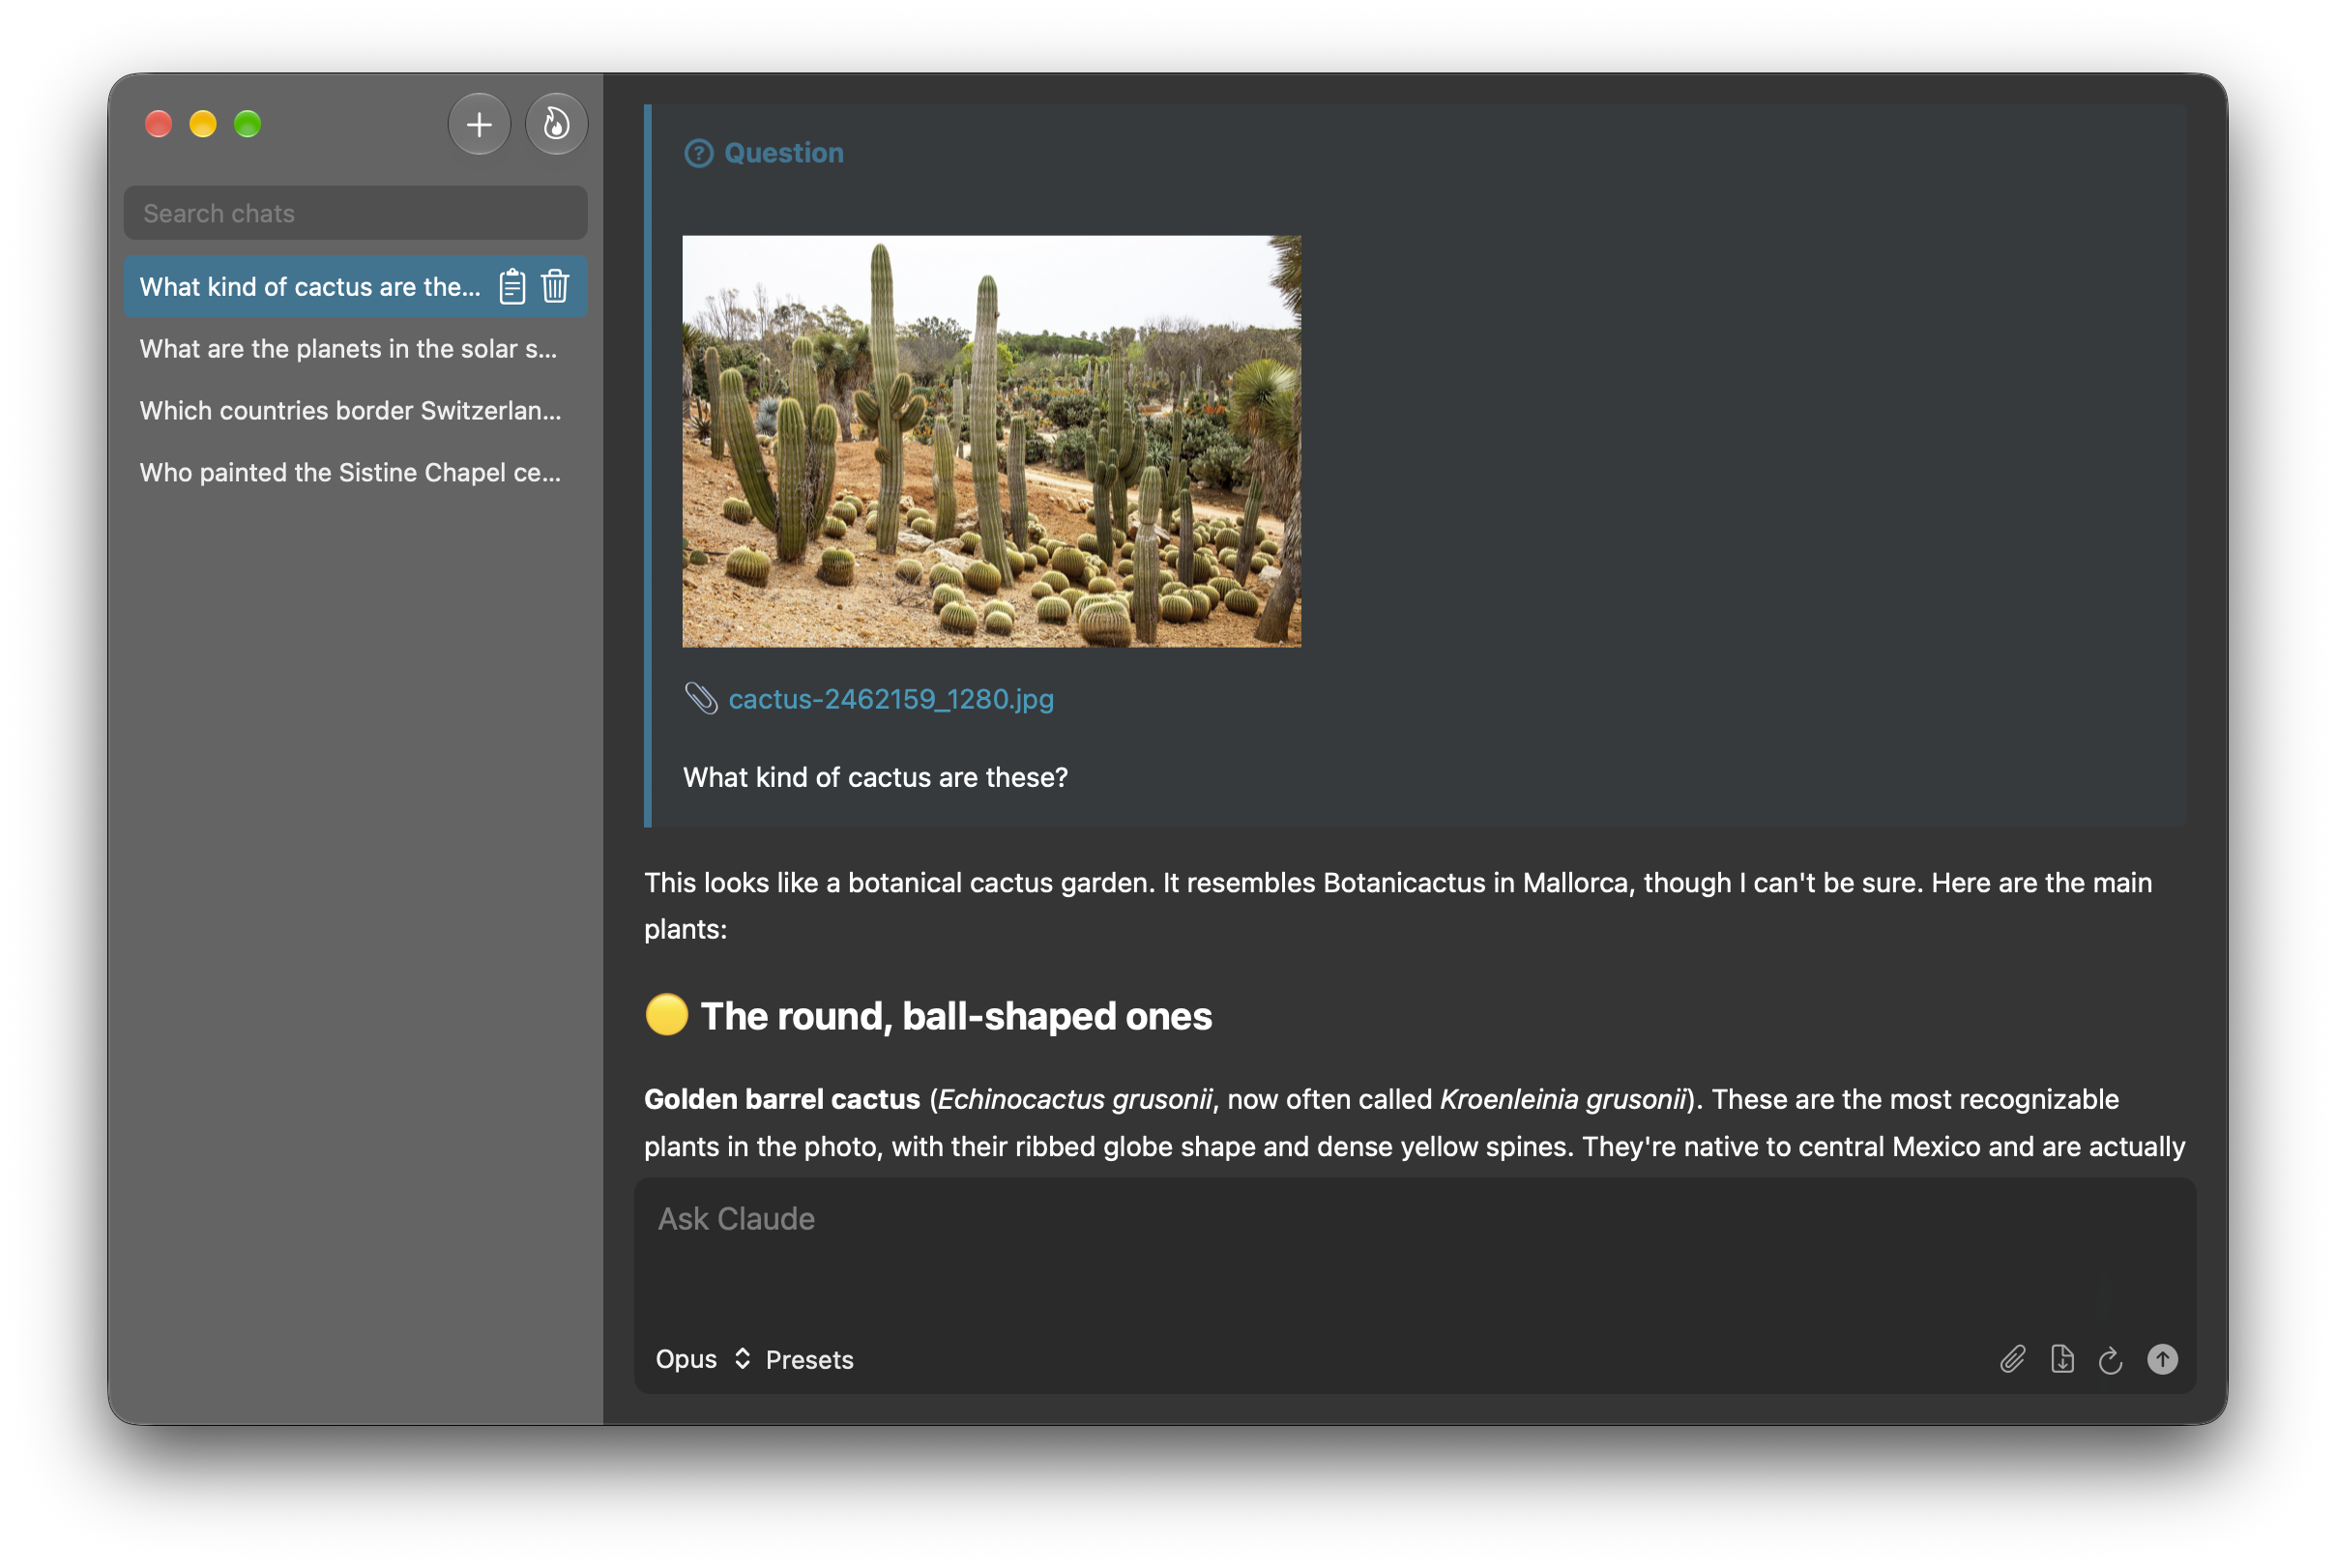 Search chats
What kind of cactus are the...
What are the planets in the solar s...
Which countries border Switzerlan...
Who painted the Sistine Chapel ce...
Question
cactus-2462159_1280.jpg
What kind of cactus are these?
This looks like a botanical cactus garden. It resembles Botanicactus in Mallorca, though I can't be sure. Here are the main
plants:
The round, ball-shaped ones
Golden barrel cactus (Echinocactus grusonii, now often called Kroenleinia grusonii). These are the most recognizable
plants in the photo, with their ribbed globe shape and dense yellow spines. They're native to central Mexico and are actually
Ask Claude
Opus Presets